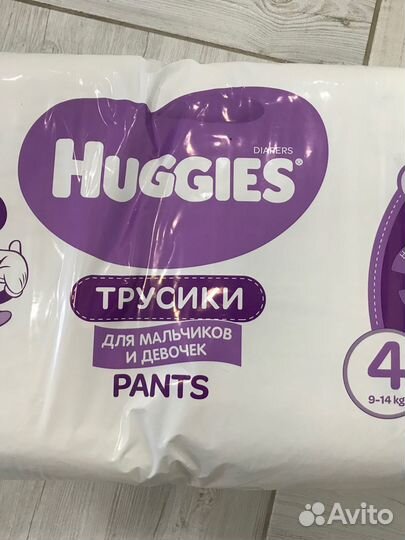 DIAPERS
HUGGIES®
ТРУСИКИ
ДЛЯ МАЛЬЧИКОВ
И ДЕВОЧЕК
PANTS
4
9-14 kg
Avito